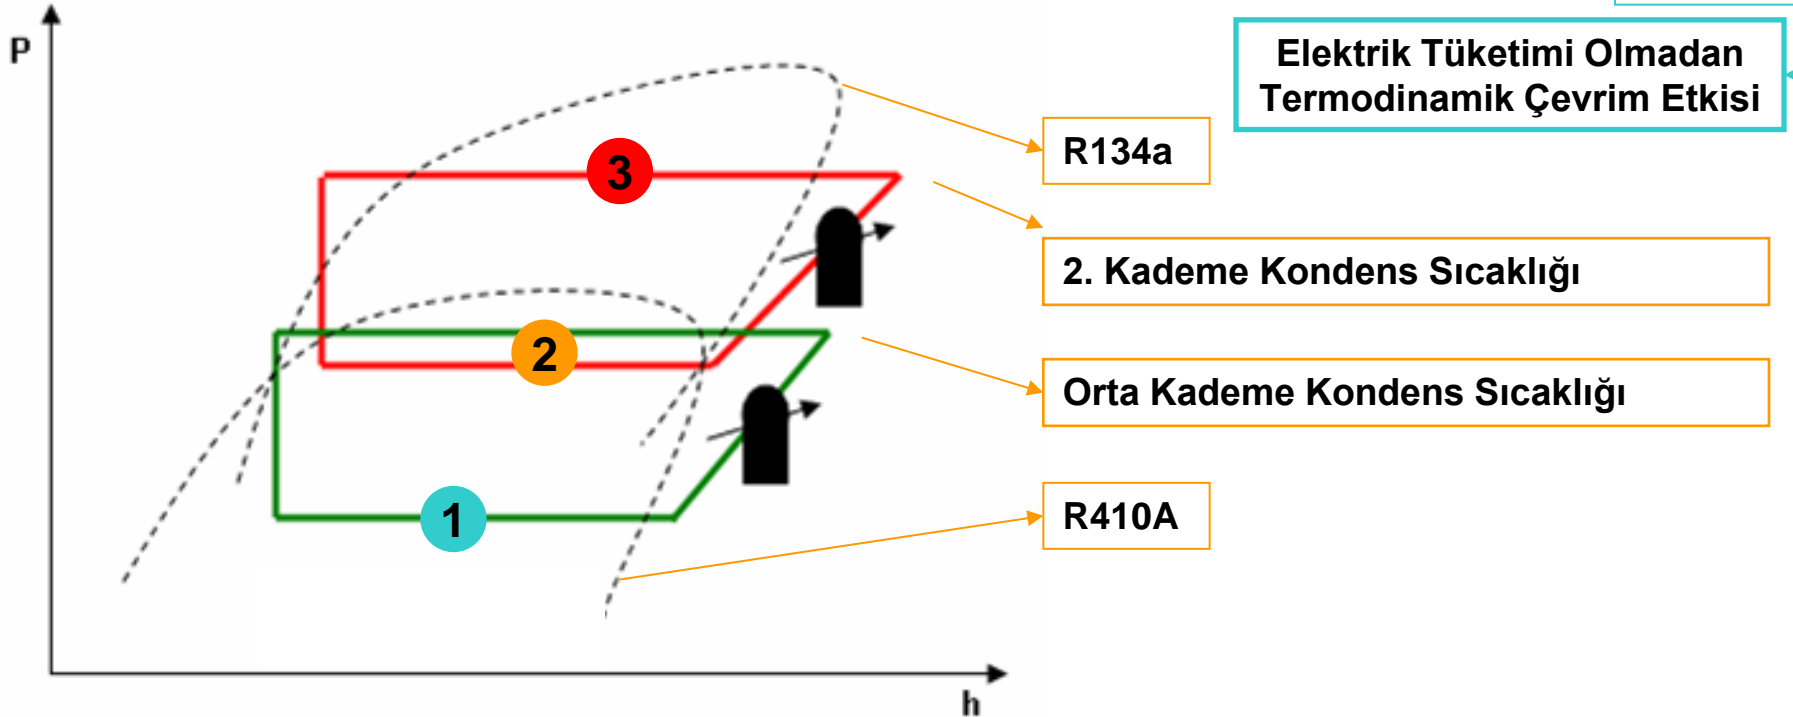 P
Elektrik Tüketimi Olmadan
Termodinamik Çevrim Etkisi
R134a
3
2. Kademe Kondens Sıcaklığı
2
Orta Kademe Kondens Sıcaklığı
1
R410A
h